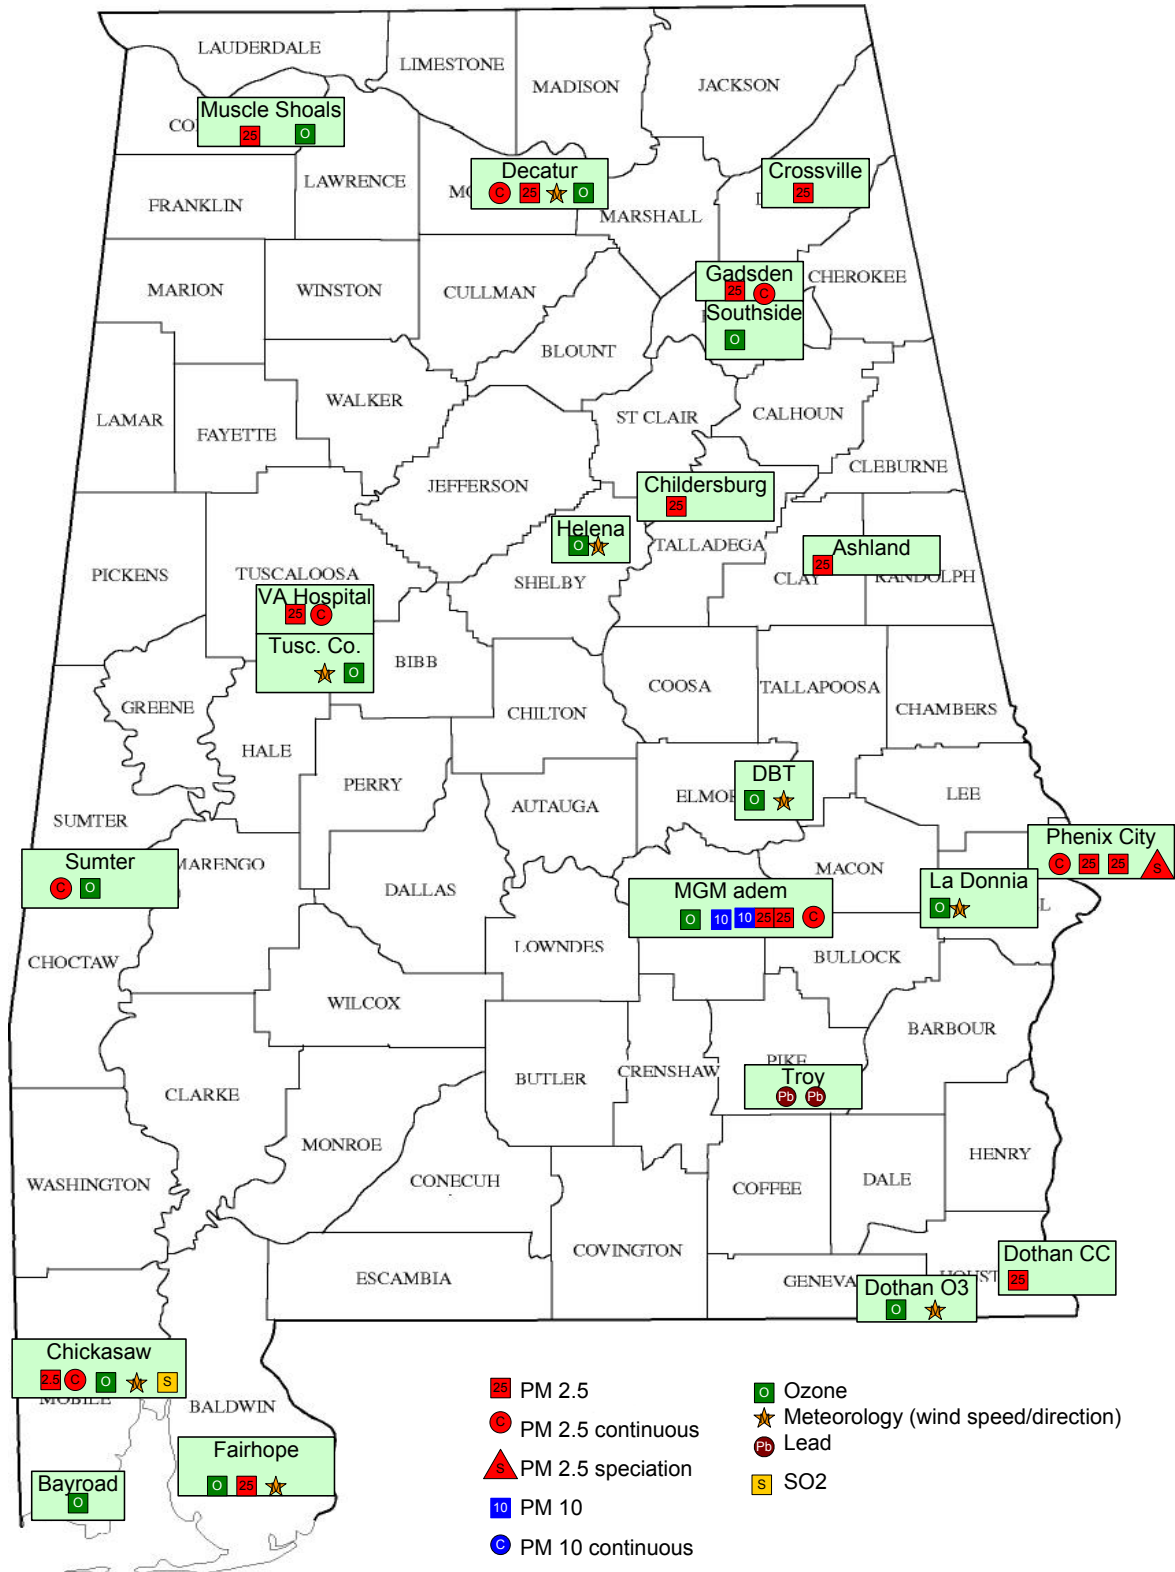 LAUDERDALE
LIMESTONE
MADISON
JACKSON
Muscle Shoals
25 O
LAWRENCE
FRANKLIN
Decatur
C 25 M O
Crossville
25
MARSHALL
MARION
WINSTON
CULLMAN
Gadsden
25 C
CHEROKEE
Southside
O
BLOUNT
WALKER
LAMAR
FAYETTE
ST CLAIR
CALHOUN
CLEBURNE
JEFFERSON
Childersburg
25
Helena
O M
TALLADEGA
Ashland
25
PICKENS
TUSCALOOSA
SHELBY
CLAY
RANDOLPH
VA Hospital
25 C
Tusc. Co.
M O
BIBB
COOSA
TALLAPOOSA
CHAMBERS
GREENE
HALE
CHILTON
PERRY
AUTAUGA
ELMOR
DBT
O M
LEE
SUMTER
Sumter
C O
MARENGO
DALLAS
MACON
Phenix City
C 25 25 S
La Donnia
O M
L
MGM adem
O 10 10 25 25 C
LOWNDES
BULLOCK
CHOCTAW
WILCOX
BARBOUR
CLARKE
BUTLER
CRENSHAW
PIKE
Troy
Pb Pb
MONROE
CONECUH
COFFEE
DALE
HENRY
WASHINGTON
COVINGTON
ESCAMBIA
GENEVA
HOUST
Dothan CC
25
Dothan O3
O M
Chickasaw
2.5 C O M S
MOBILE
BALDWIN
Fairhope
O 25 M
Bayroad
O
25 PM 2.5
C PM 2.5 continuous
S PM 2.5 speciation
10 PM 10
C PM 10 continuous
O Ozone
M Meteorology (wind speed/direction)
Pb Lead
S SO2